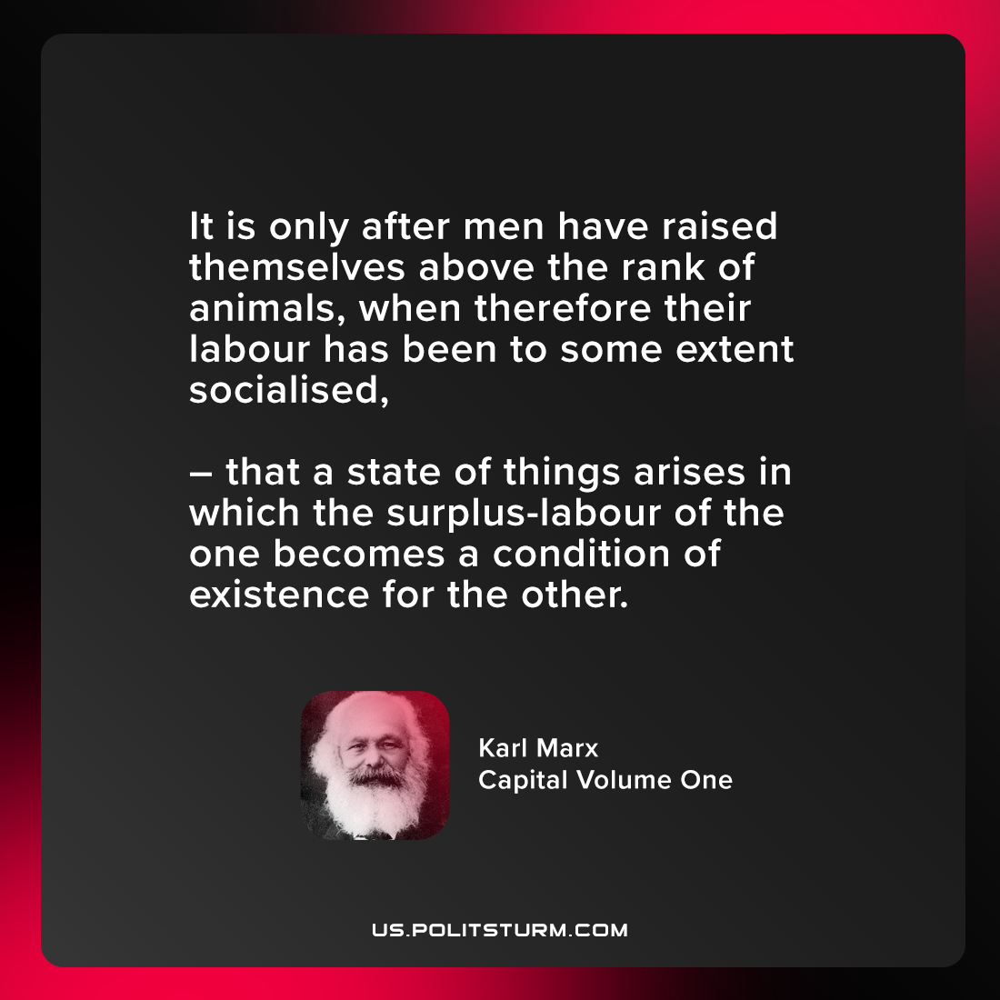 It is only after men have raised
themselves above the rank of
animals, when therefore their
labour has been to some extent
socialised,
– that a state of things arises in
which the surplus-labour of the
one becomes a condition of
existence for the other.
Karl Marx
Capital Volume One
US.POLITSTURM.COM